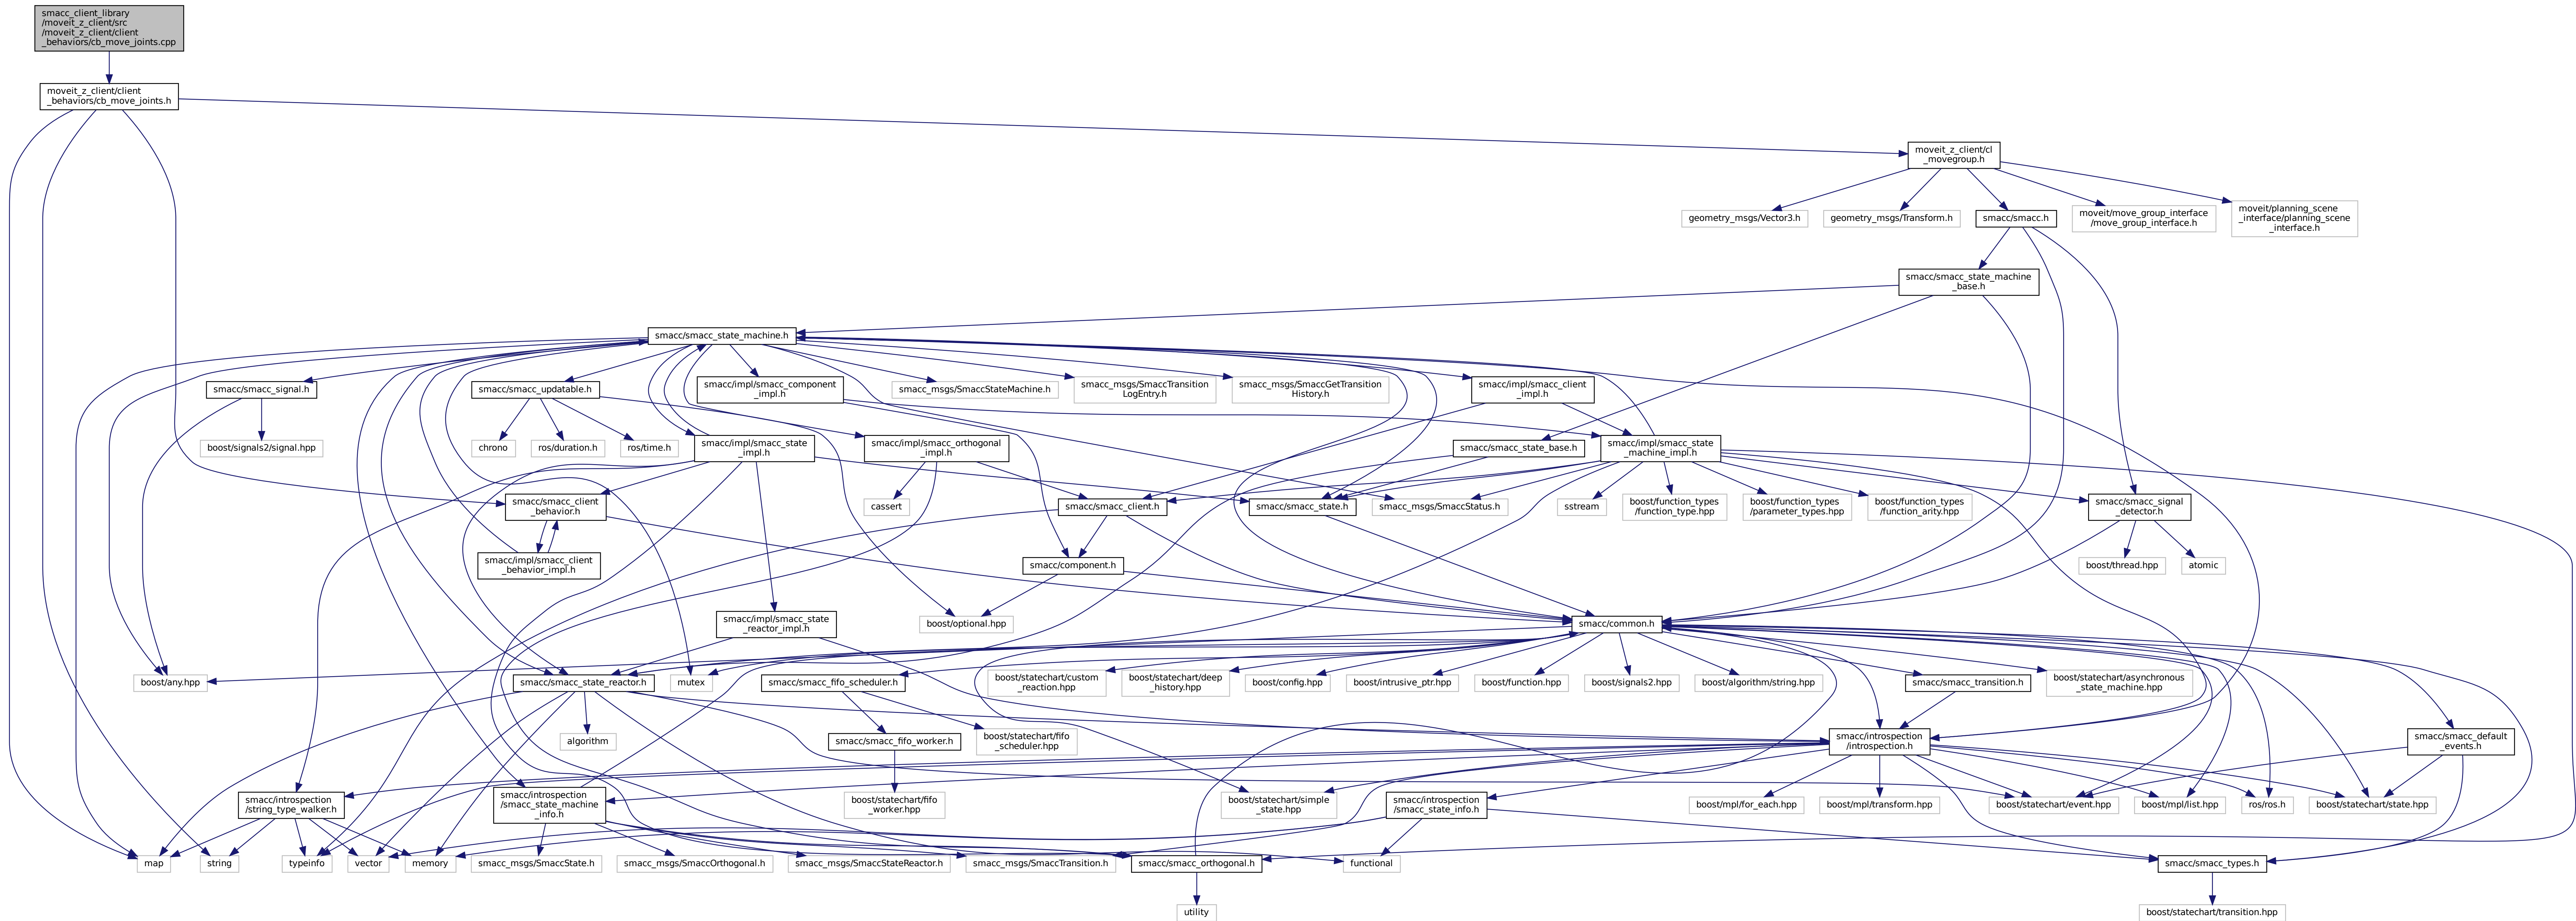 smacc_client_library
/moveit_z_client/src
/moveit_z_client/client
_behaviors/cb_move_joints.cpp
moveit_z_client/client
_behaviors/cb_move_joints.h
moveit_z_client/cl
_movegroup.h
geometry_msgs/Vector3.h
geometry_msgs/Transform.h
smacc/smacc.h
moveit/move_group_interface
/move_group_interface.h
moveit/planning_scene
_interface/planning_scene
_interface.h
smacc/smacc_state_machine
_base.h
smacc/smacc_state_machine.h
smacc/smacc_signal.h
smacc/smacc_updatable.h
smacc/impl/smacc_component
_impl.h
smacc_msgs/SmaccStateMachine.h
smacc_msgs/SmaccTransition
LogEntry.h
smacc_msgs/SmaccGetTransition
History.h
smacc/impl/smacc_client
_impl.h
boost/signals2/signal.hpp
chrono
ros/duration.h
ros/time.h
smacc/impl/smacc_state
_impl.h
smacc/impl/smacc_orthogonal
_impl.h
smacc/smacc_state_base.h
smacc/impl/smacc_state
_machine_impl.h
smacc/smacc_client
_behavior.h
cassert
smacc/smacc_client.h
smacc/smacc_state.h
smacc_msgs/SmaccStatus.h
sstream
boost/function_types
/function_type.hpp
boost/function_types
/parameter_types.hpp
boost/function_types
/function_arity.hpp
smacc/smacc_signal
_detector.h
smacc/impl/smacc_client
_behavior_impl.h
smacc/component.h
boost/thread.hpp
atomic
smacc/impl/smacc_state
_reactor_impl.h
boost/optional.hpp
smacc/common.h
boost/any.hpp
smacc/smacc_state_reactor.h
mutex
smacc/smacc_fifo_scheduler.h
boost/statechart/custom
_reaction.hpp
boost/statechart/deep
_history.hpp
boost/config.hpp
boost/intrusive_ptr.hpp
boost/function.hpp
boost/signals2.hpp
boost/algorithm/string.hpp
smacc/smacc_transition.h
boost/statechart/asynchronous
_state_machine.hpp
algorithm
smacc/smacc_fifo_worker.h
boost/statechart/fifo
_scheduler.hpp
smacc/introspection
/introspection.h
smacc/smacc_default
_events.h
smacc/introspection
/string_type_walker.h
smacc/introspection
/smacc_state_machine
_info.h
boost/statechart/fifo
_worker.hpp
boost/statechart/simple
_state.hpp
smacc/introspection
/smacc_state_info.h
boost/mpl/for_each.hpp
boost/mpl/transform.hpp
boost/statechart/event.hpp
boost/mpl/list.hpp
ros/ros.h
boost/statechart/state.hpp
map
string
typeinfo
vector
memory
smacc_msgs/SmaccState.h
smacc_msgs/SmaccOrthogonal.h
smacc_msgs/SmaccStateReactor.h
smacc_msgs/SmaccTransition.h
smacc/smacc_orthogonal.h
functional
smacc/smacc_types.h
utility
boost/statechart/transition.hpp